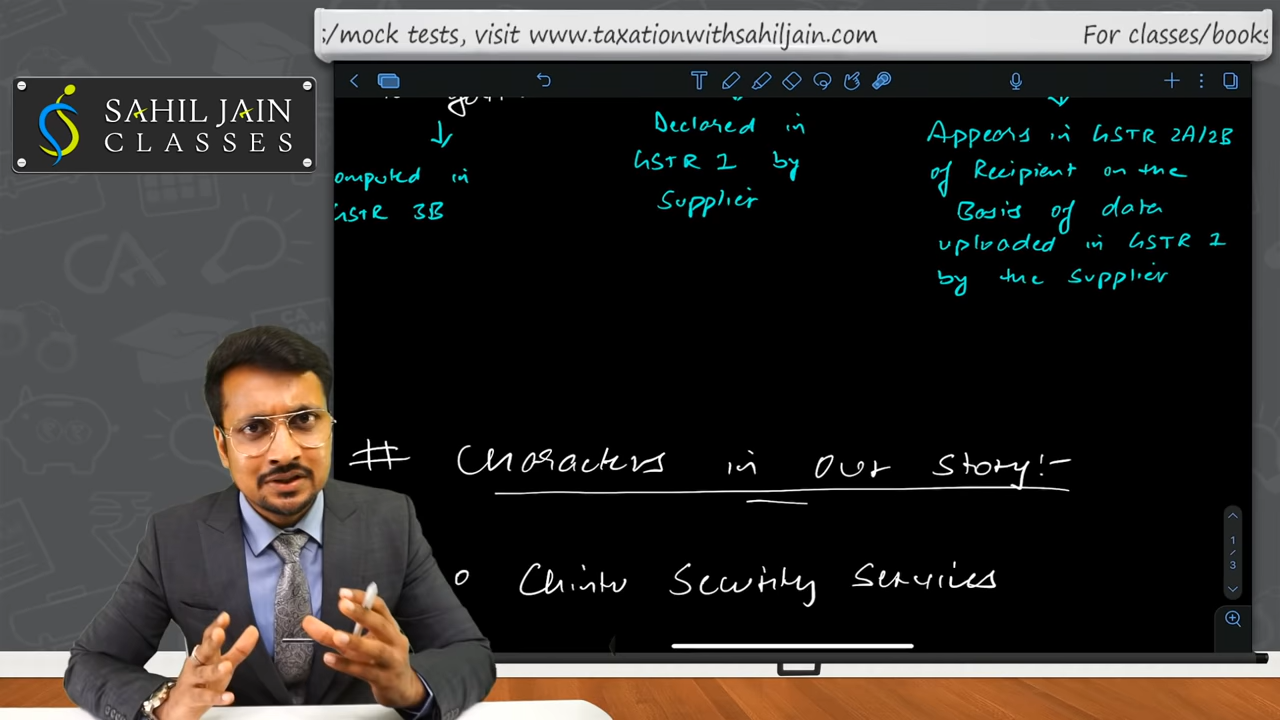 :/mock tests, visit www.taxationwithsahiljain.com For classes/books
SAHIL JAIN
CLASSES
omputed in
GSTR 3B
Declared in
GSTR 1 by
Supplier
Appears in GSTR 2A/2B
of Recipient on the
Basis of data
uploaded in GSTR 1
by the supplier
# Characters in our story:-
o Chintu Security Services
1
/
3